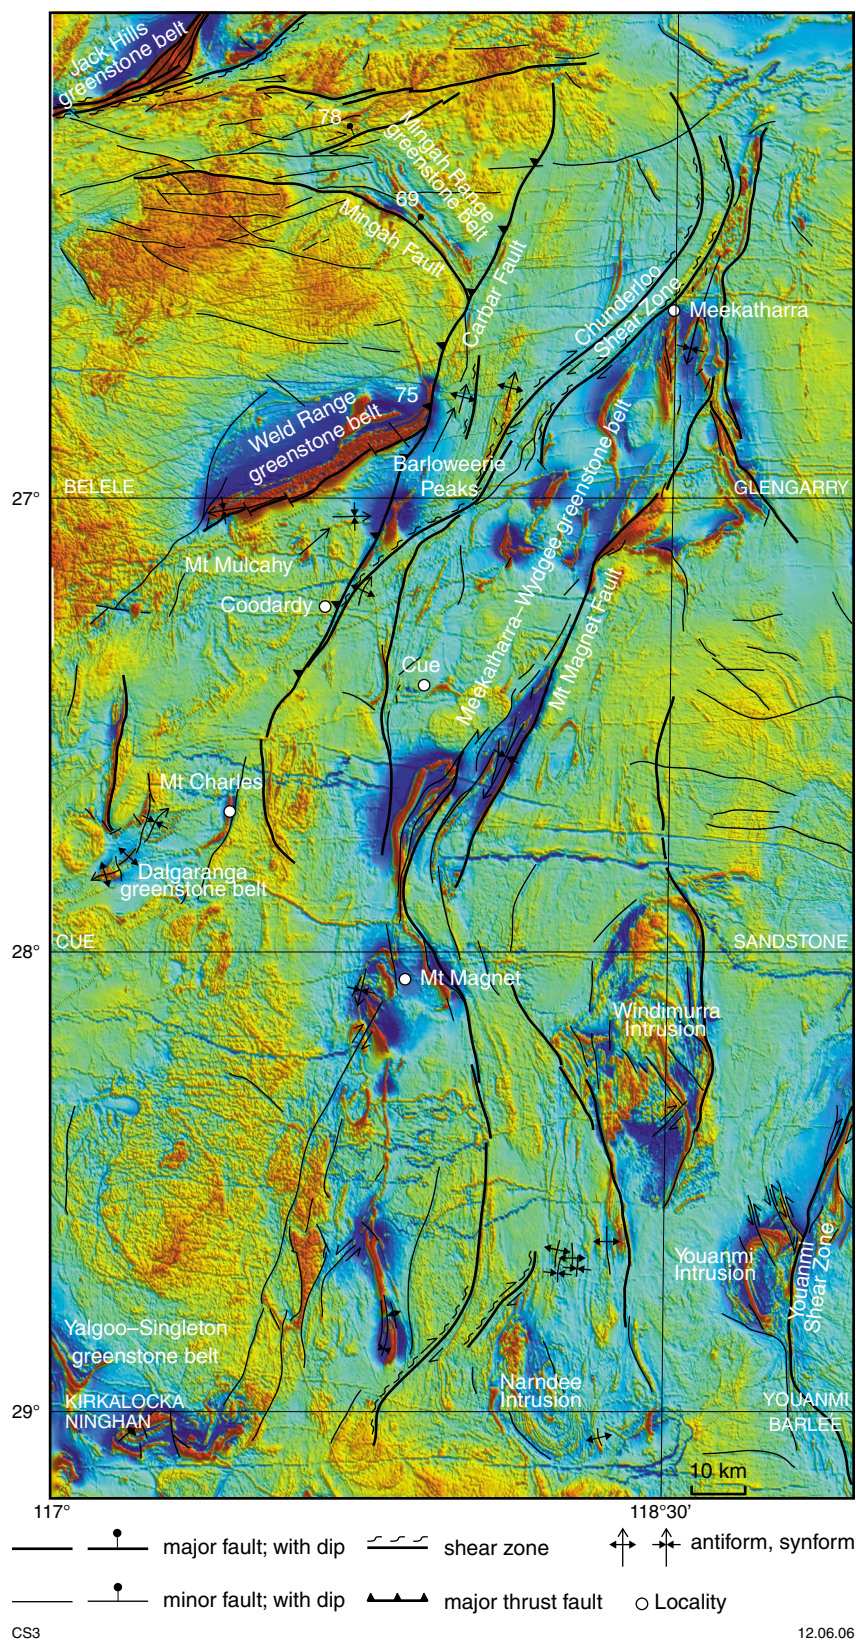 Jack Hills
greenstone belt
78
Mingah Range
greenstone belt
69
Mingah Fault
Carbar Fault
Chunderloo
Shear Zone
Meekatharra
75
Weld Range
greenstone belt
Barloweerie
Peaks
27°
BELELE
GLENGARRY
Mt Mulcahy
Coodardy
Meekatharra–Wydgee greenstone belt
Mt Magnet Fault
Cue
Mt Charles
Dalgaranga
greenstone belt
28°
CUE
SANDSTONE
Mt Magnet
Windimurra
Intrusion
Youanmi
Intrusion
Youanmi
Shear Zone
Yalgoo–Singleton
greenstone belt
Narndee
Intrusion
KIRKALOCKA
YOUANMI
29°
NINGHAN
BARLEE
10 km
117°
118°30'
major fault; with dip
shear zone
antiform, synform
minor fault; with dip
major thrust fault
Locality
CS3
12.06.06